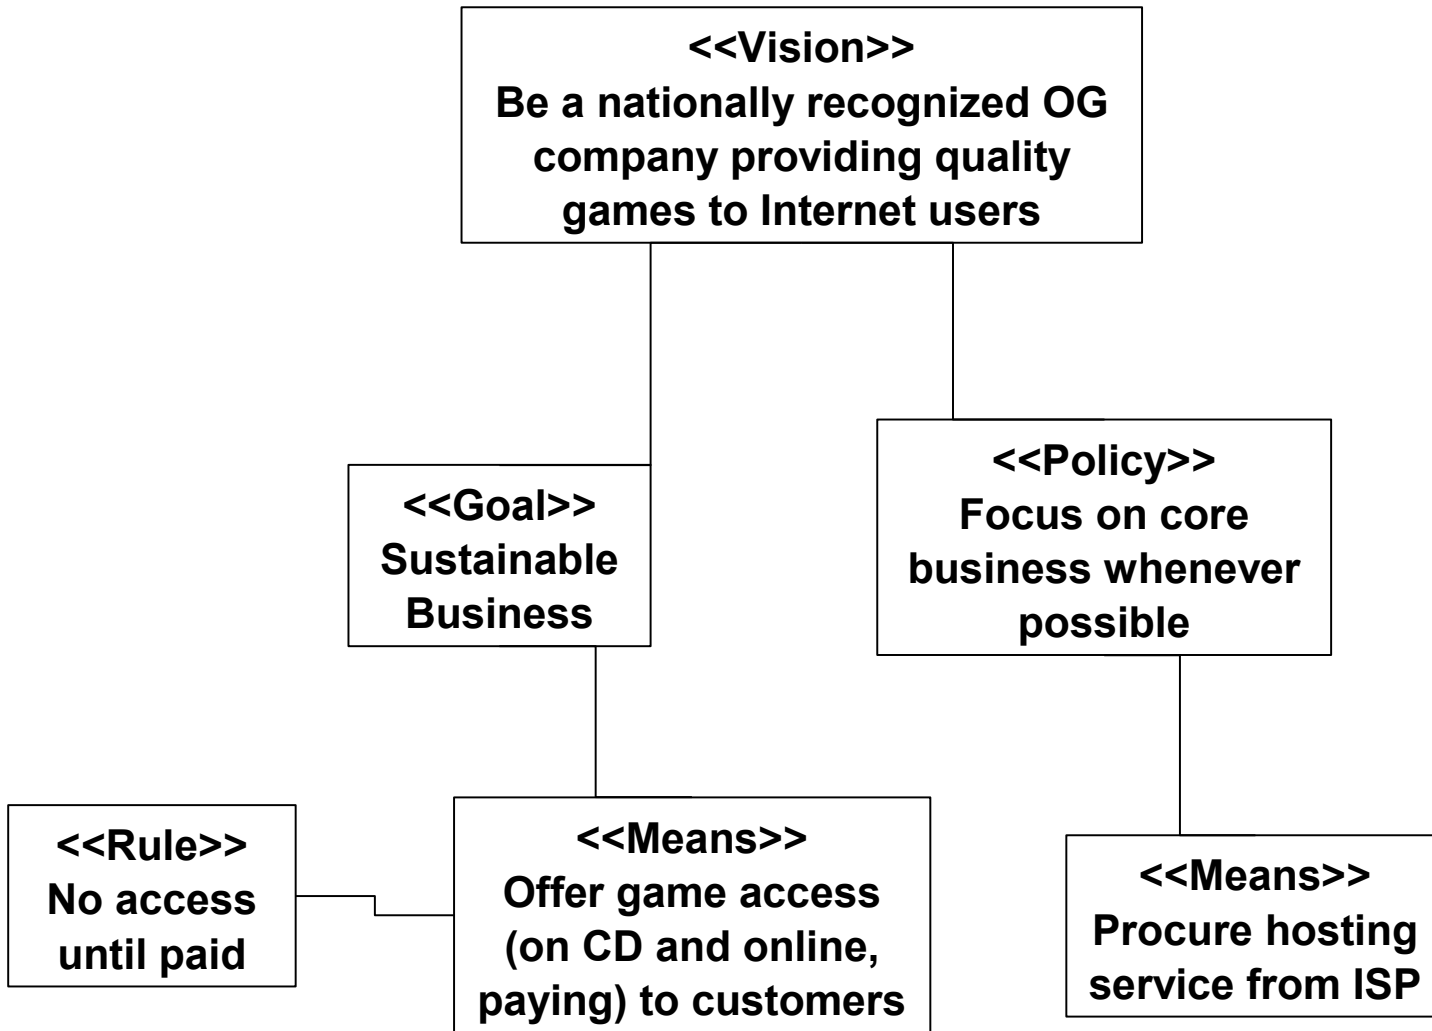 <<Vision>>
Be a nationally recognized OG
company providing quality
games to Internet users
<<Goal>>
Sustainable
Business
<<Policy>>
Focus on core
business whenever
possible
<<Rule>>
No access
until paid
<<Means>>
Offer game access
(on CD and online,
paying) to customers
<<Means>>
Procure hosting
service from ISP